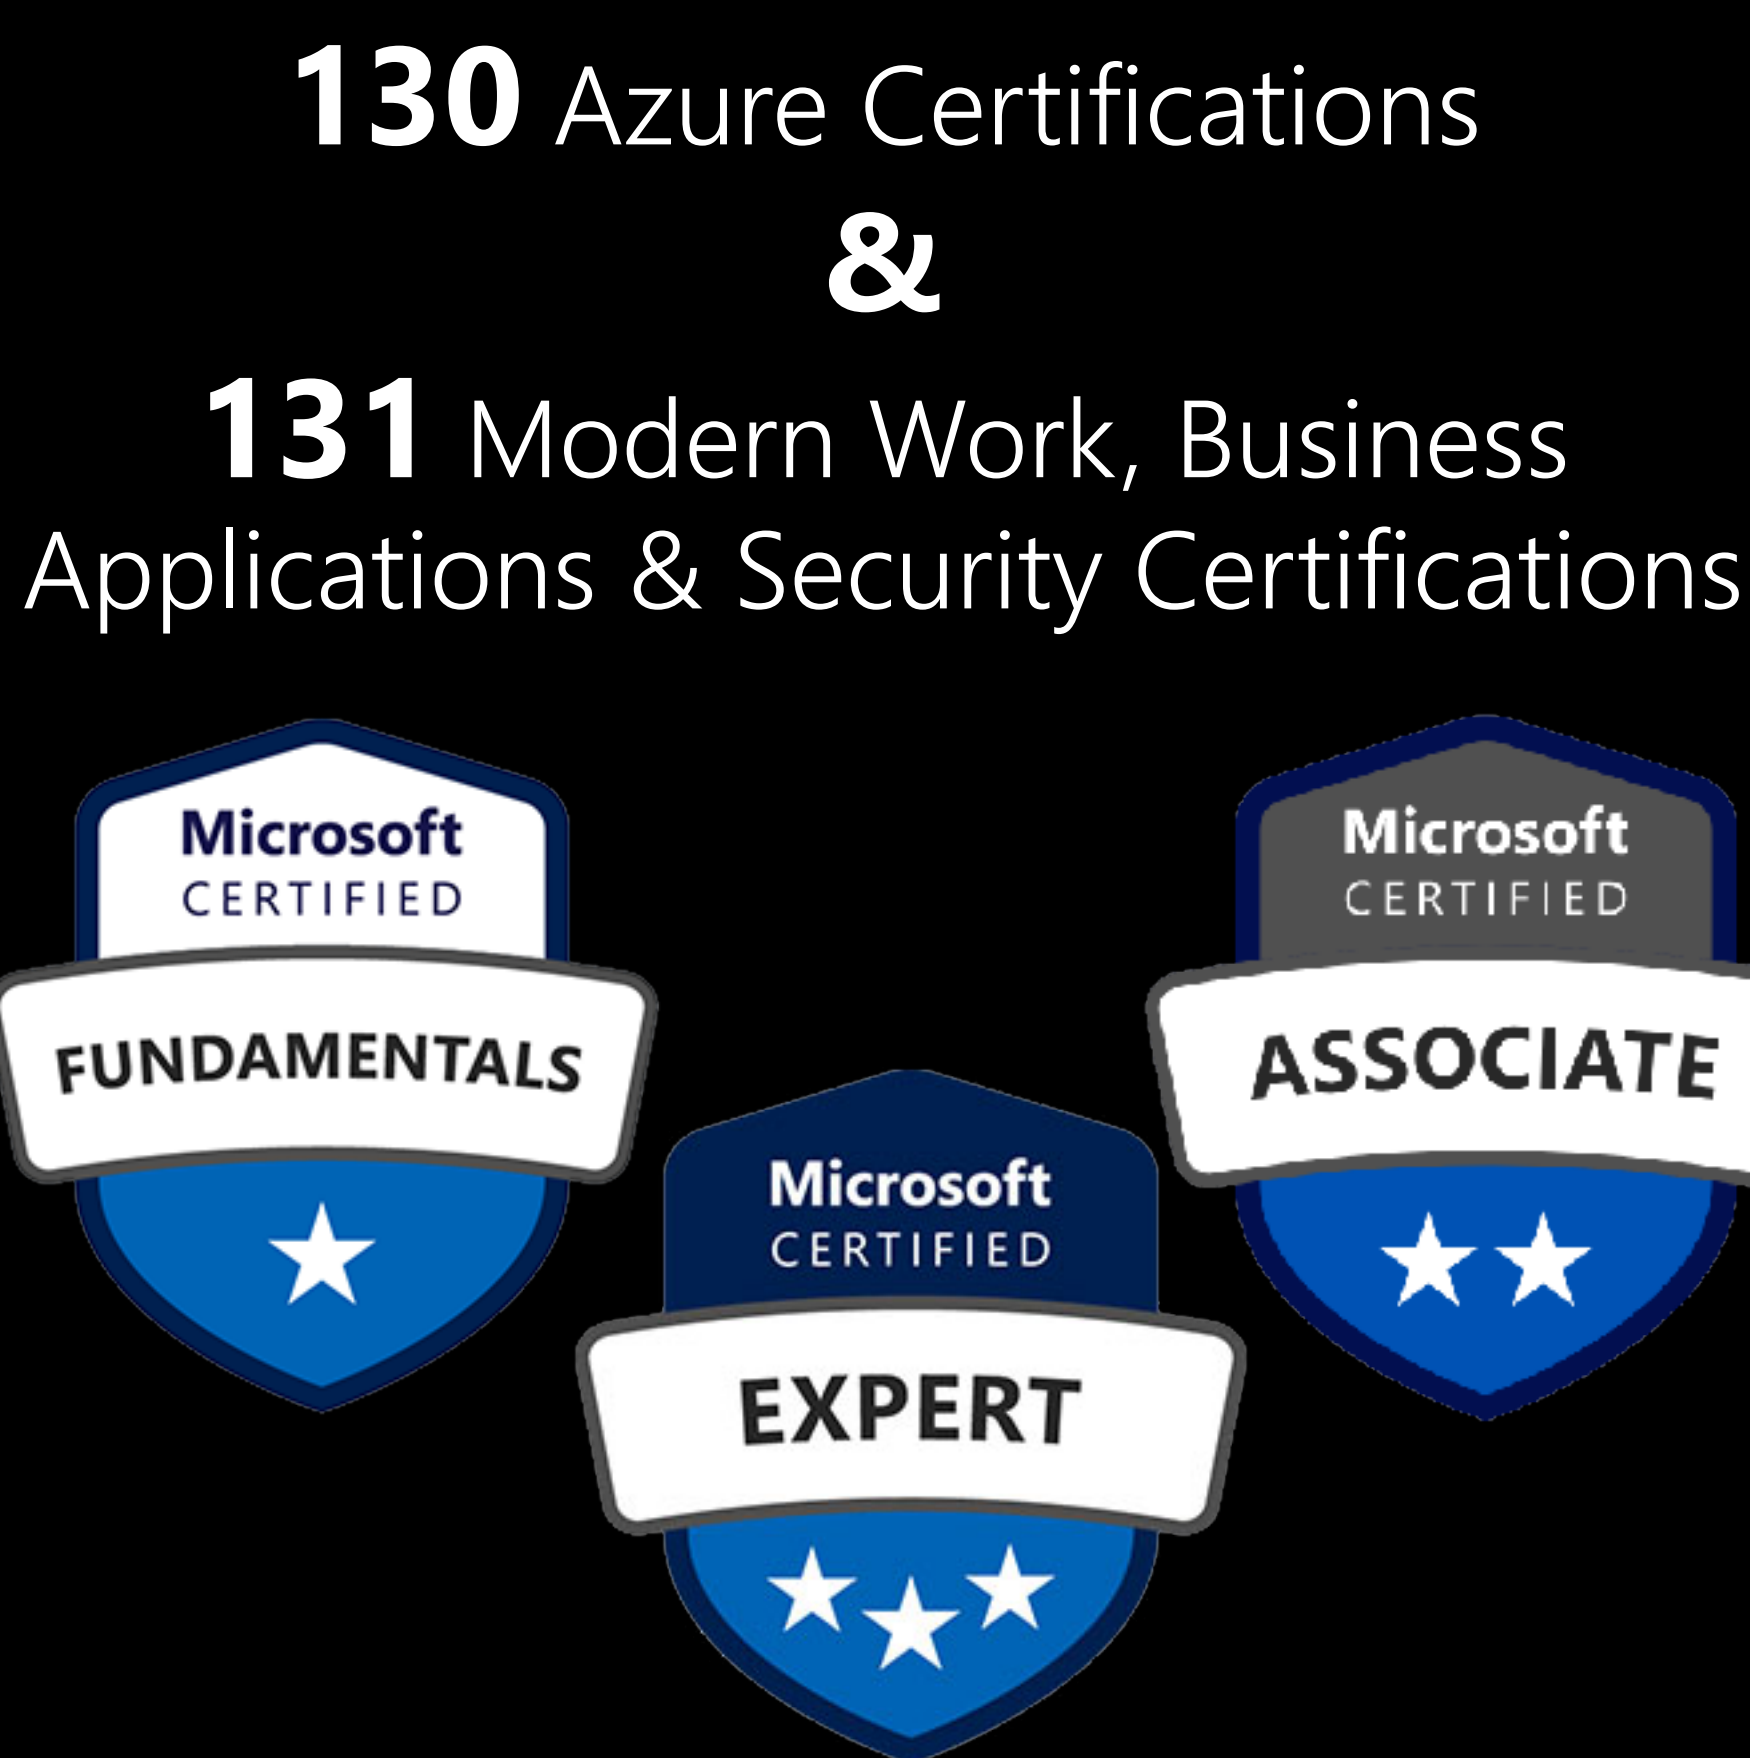 130 Azure Certifications
&
131 Modern Work, Business
Applications & Security Certifications
Microsoft
CERTIFIED
FUNDAMENTALS
Microsoft
CERTIFIED
ASSOCIATE
Microsoft
CERTIFIED
EXPERT